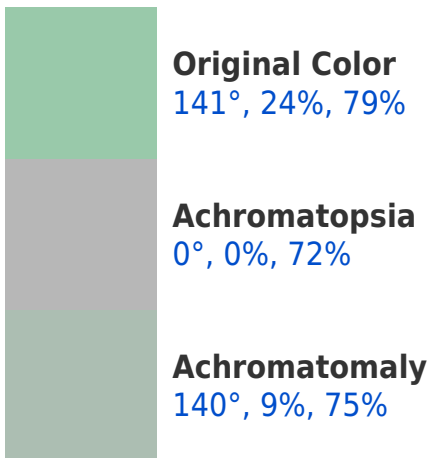 Original Color
141°, 24%, 79%
Achromatopsia
0°, 0%, 72%
Achromatomaly
140°, 9%, 75%